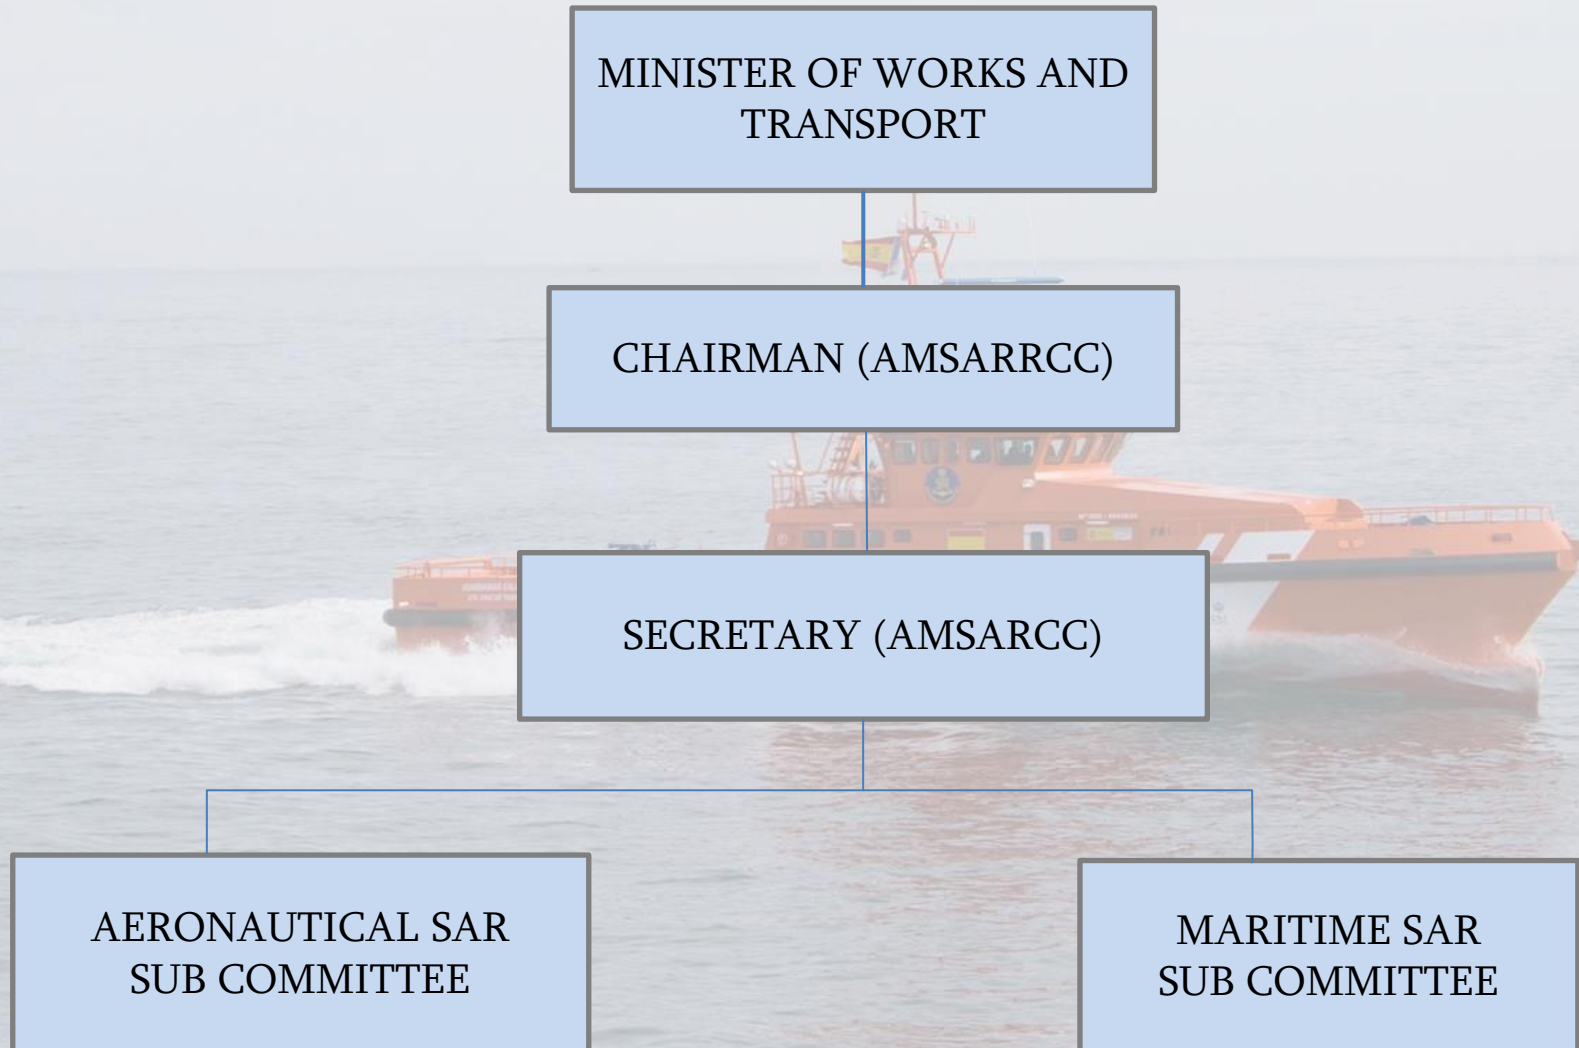 MINISTER OF WORKS AND
TRANSPORT
CHAIRMAN (AMSARRCC)
SECRETARY (AMSARCC)
AERONAUTICAL SAR
SUB COMMITTEE
MARITIME SAR
SUB COMMITTEE